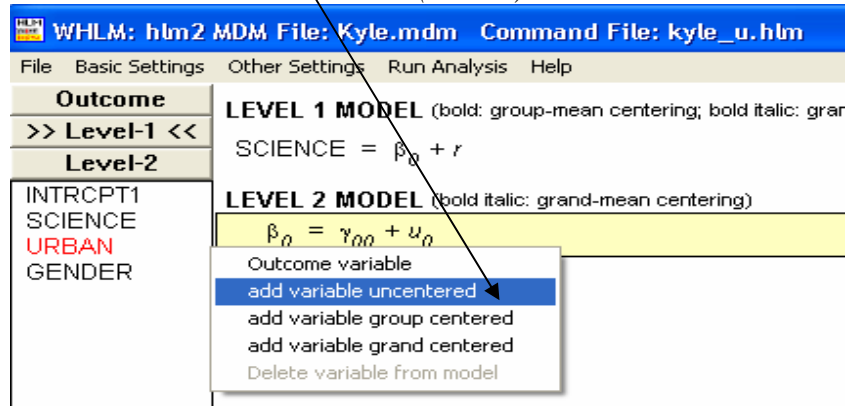 WHLM: hlm2 MDM File: Kyle.mdm Command File: kyle_u.hlm
File Basic Settings Other Settings Run Analysis Help
Outcome
>> Level-1 <<
Level-2
INTRCPT1
SCIENCE
URBAN
GENDER
LEVEL 1 MODEL (bold: group-mean centering; bold italic: gran
SCIENCE = β₀ + r
LEVEL 2 MODEL (bold italic: grand-mean centering)
β₀ = γ₀₀ + u₀
Outcome variable
add variable uncentered
add variable group centered
add variable grand centered
Delete variable from model